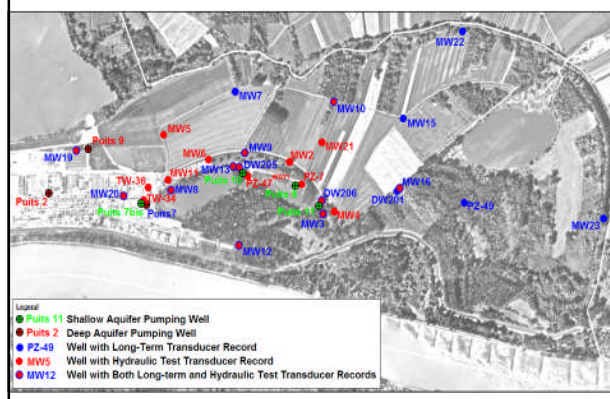 MW22
MW7
MW10
MW15
MW5
MW21
MW19
Puits 9
MW6
MW9
MW2
MW13
DW205
MW11
PZ-47
PZ-7
MW16
Puits 2
TW-36
MW20
MW8
DW206
DW201
TW-34
Puits 7bis
Puits7
MW3
MW4
PZ-49
MW23
MW12
Legend
Puits 11 Shallow Aquifer Pumping Well
Puits 2 Deep Aquifer Pumping Well
PZ-49 Well with Long-Term Transducer Record
MW5 Well with Hydraulic Test Transducer Record
MW12 Well with Both Long-term and Hydraulic Test Transducer Records